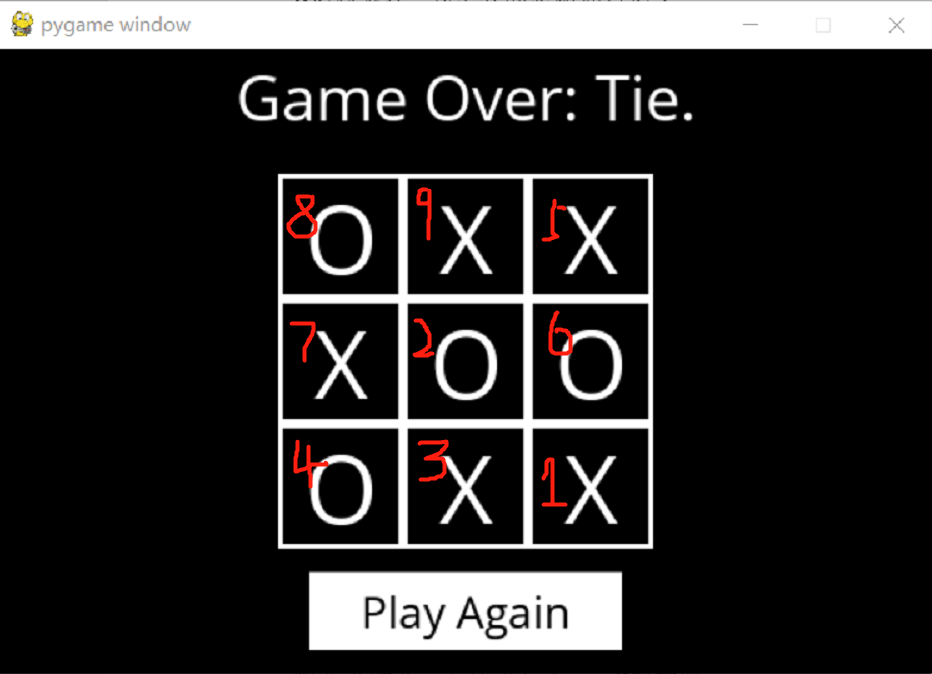 pygame window
Game Over: Tie.
8 O 9 X 5 X
7 X 2 O 6 O
4 O 3 X 1 X
Play Again